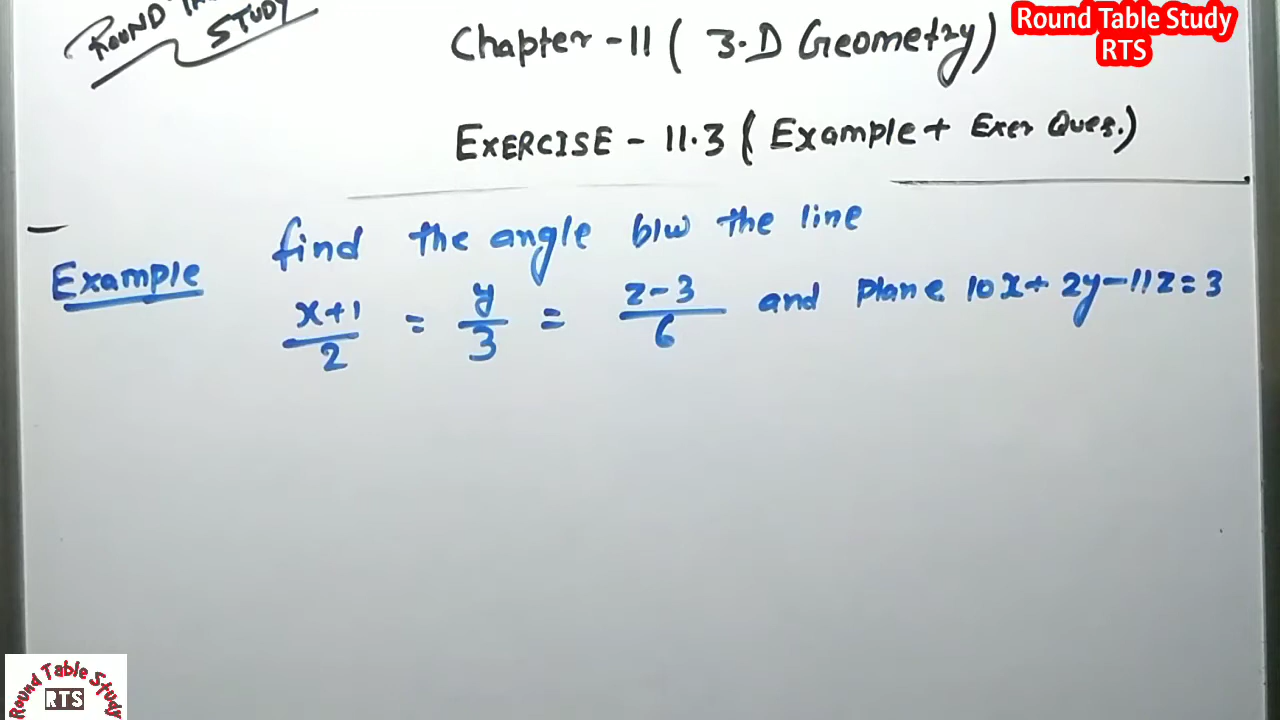 ROUND
STUDY
Chapter - 11 ( 3.D Geometry)
Round Table Study
RTS
EXERCISE - 11.3 ( Example + Exer Ques.)
Example find the angle b/w the line
x+1/2 = y/3 = z-3/6 and plane 10x+ 2y-11z=3
Round Table Study
RTS